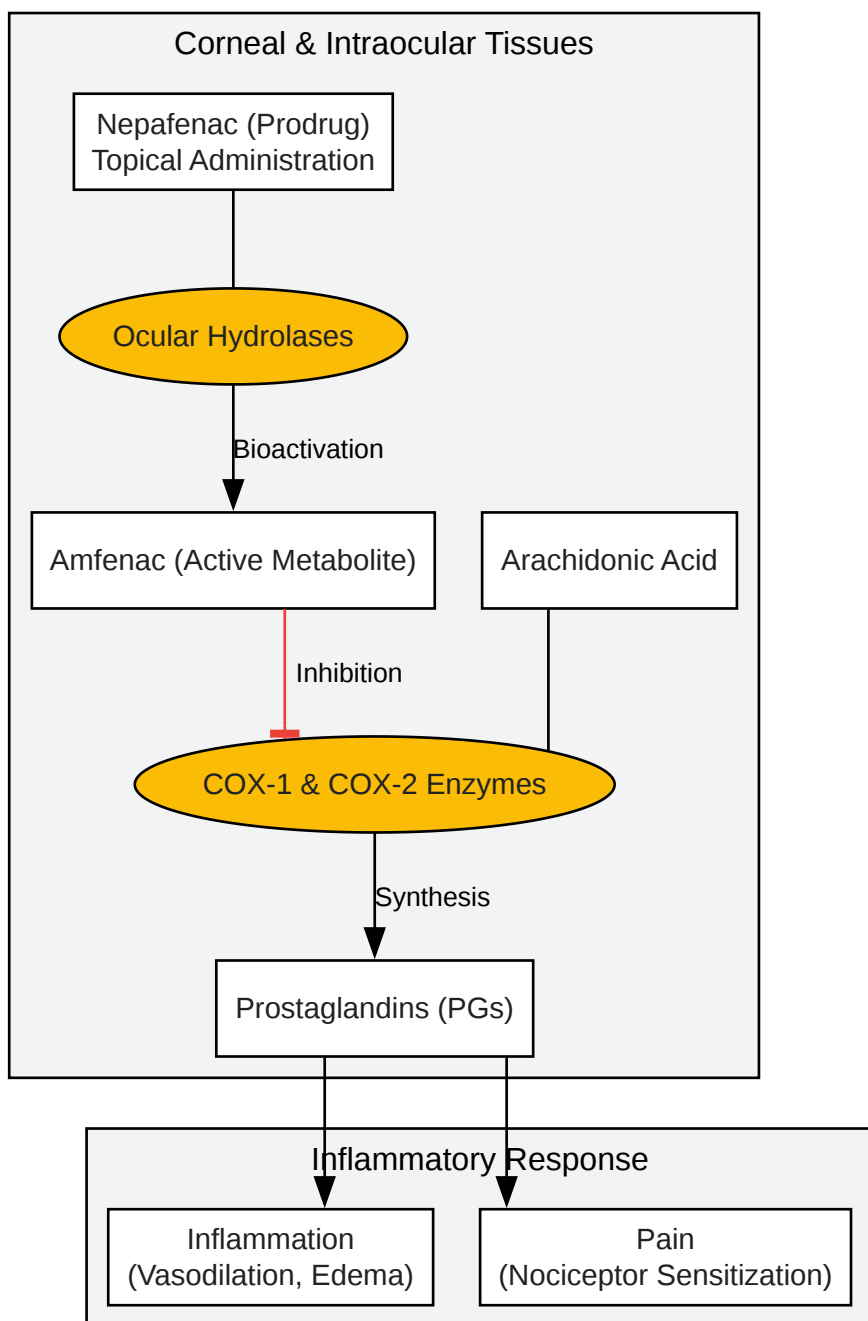 Corneal & Intraocular Tissues
Nepafenac (Prodrug)
Topical Administration
Ocular Hydrolases
Bioactivation
Amfenac (Active Metabolite)
Arachidonic Acid
Inhibition
COX-1 & COX-2 Enzymes
Synthesis
Prostaglandins (PGs)
Inflammatory Response
Inflammation
(Vasodilation, Edema)
Pain
(Nociceptor Sensitization)